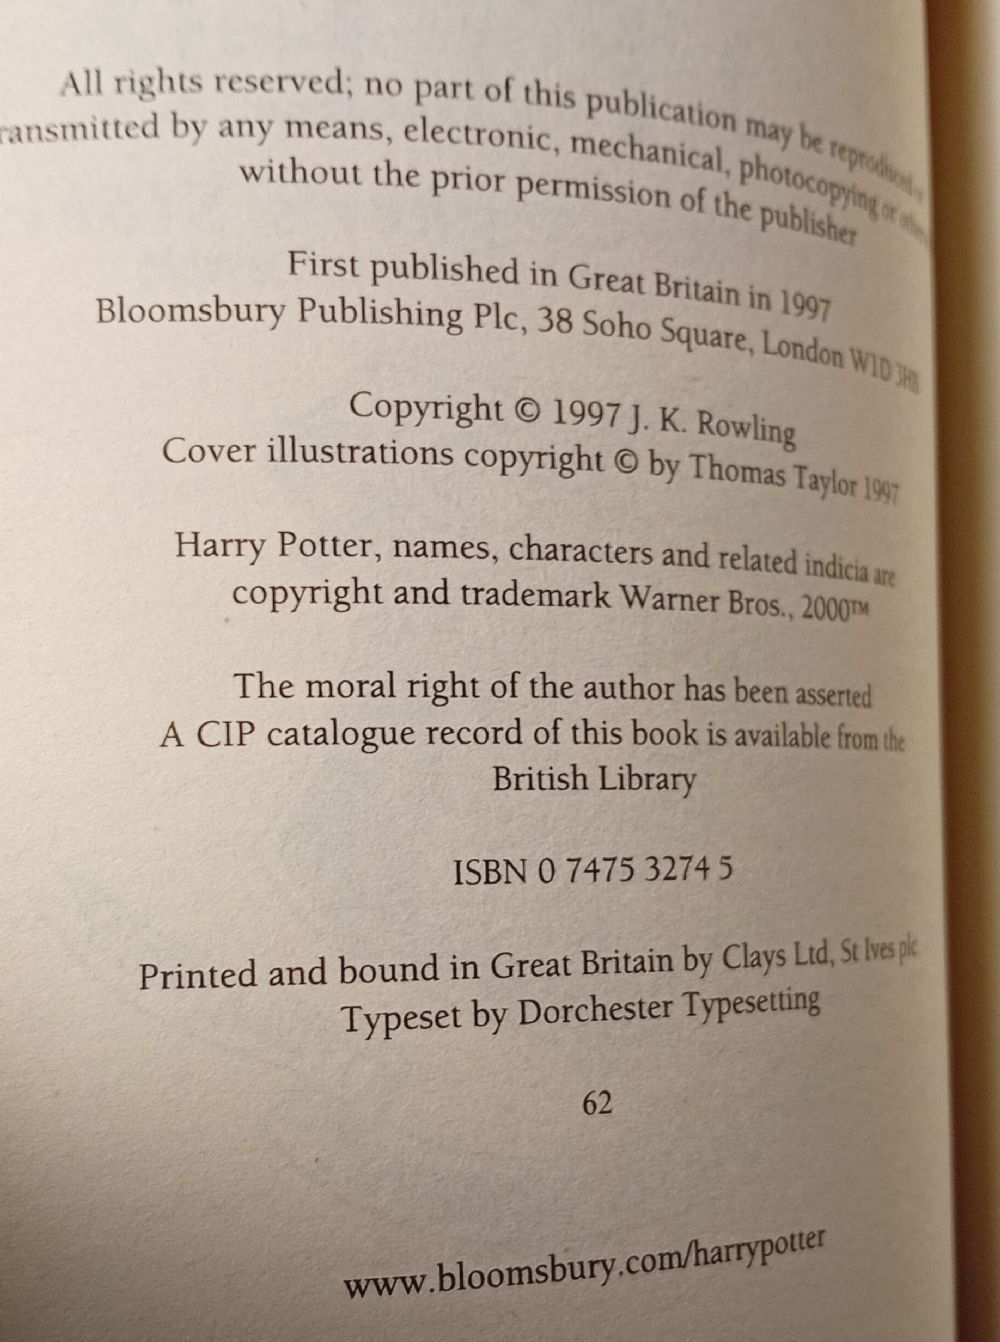 All rights reserved; no part of this publication may be reproduced
by any means, electronic, mechanical, photocopying or
without the prior permission of the publisher
First published in Great Britain in 1997
Bloomsbury Publishing Plc, 38 Soho Square, London W1D 3HB
Copyright © 1997 J. K. Rowling
Cover illustrations copyright © by Thomas Taylor 1997
Harry Potter, names, characters and related indicia are
copyright and trademark Warner Bros., 2000™
The moral right of the author has been asserted
A CIP catalogue record of this book is available from the
British Library
ISBN 0 7475 3274 5
Printed and bound in Great Britain by Clays Ltd, St Ives plc
Typeset by Dorchester Typesetting
62
www.bloomsbury.com/harrypotter